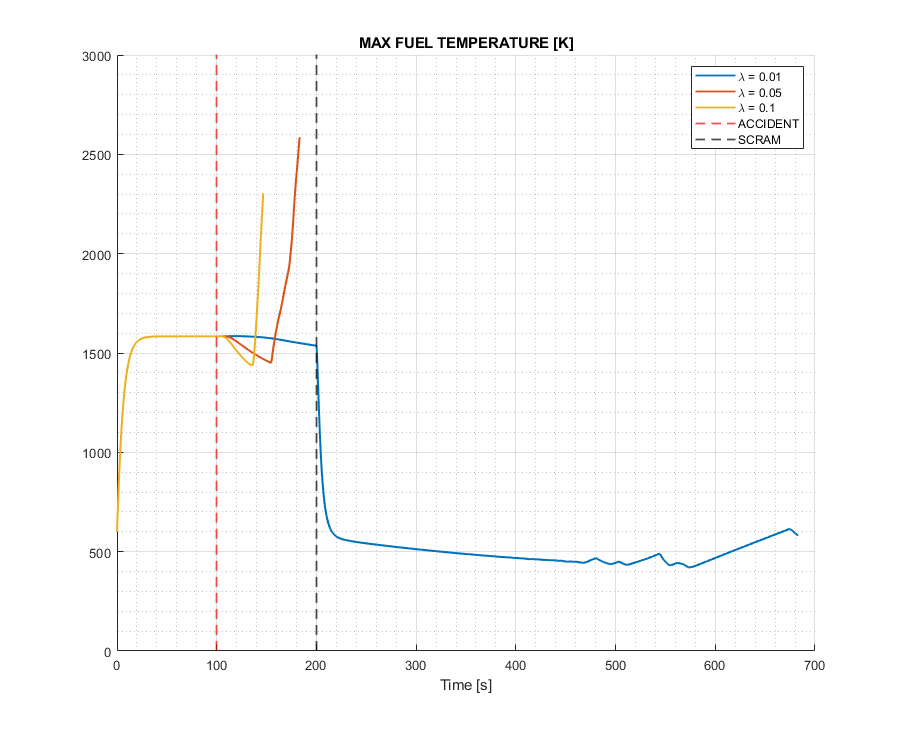 MAX FUEL TEMPERATURE [K]
3000
2500
2000
1500
1000
500
0
λ = 0.01
λ = 0.05
λ = 0.1
ACCIDENT
SCRAM
0 100 200 300 400 500 600 700
Time [s]